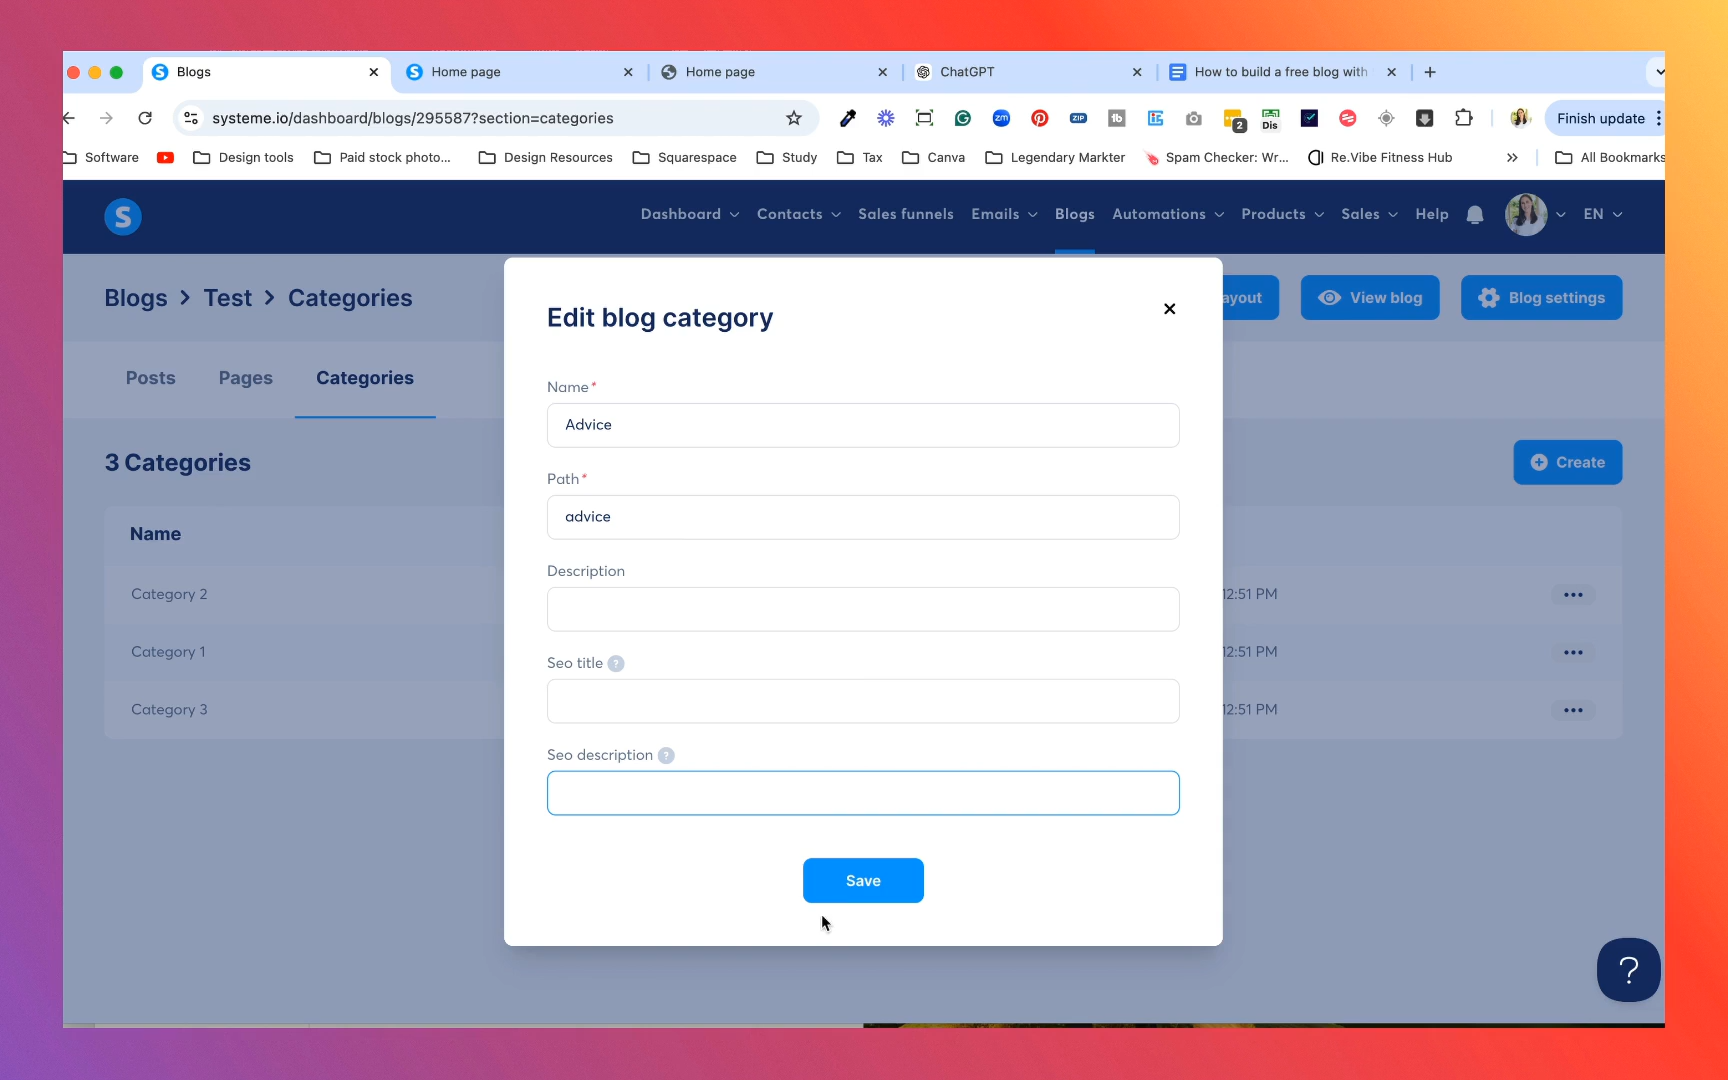 Blogs
Home page
Home page
ChatGPT
How to build a free blog with
systeme.io/dashboard/blogs/295587?section=categories
zm
ZIP
1b
2
Dis
Finish update
Software
Design tools
Paid stock photo...
Design Resources
Squarespace
Study
Tax
Canva
Legendary Markter
Spam Checker: Wr...
Re.Vibe Fitness Hub
»
All Bookmarks
S
Dashboard
Contacts
Sales funnels
Emails
Blogs
Automations
Products
Sales
Help
EN
Blogs > Test > Categories
ayout
View blog
Blog settings
Posts
Pages
Categories
3 Categories
Create
Name
Category 2
12:51 PM
Category 1
12:51 PM
Category 3
12:51 PM
Edit blog category
Name*
Advice
Path*
advice
Description
Seo title ?
Seo description ?
Save
?